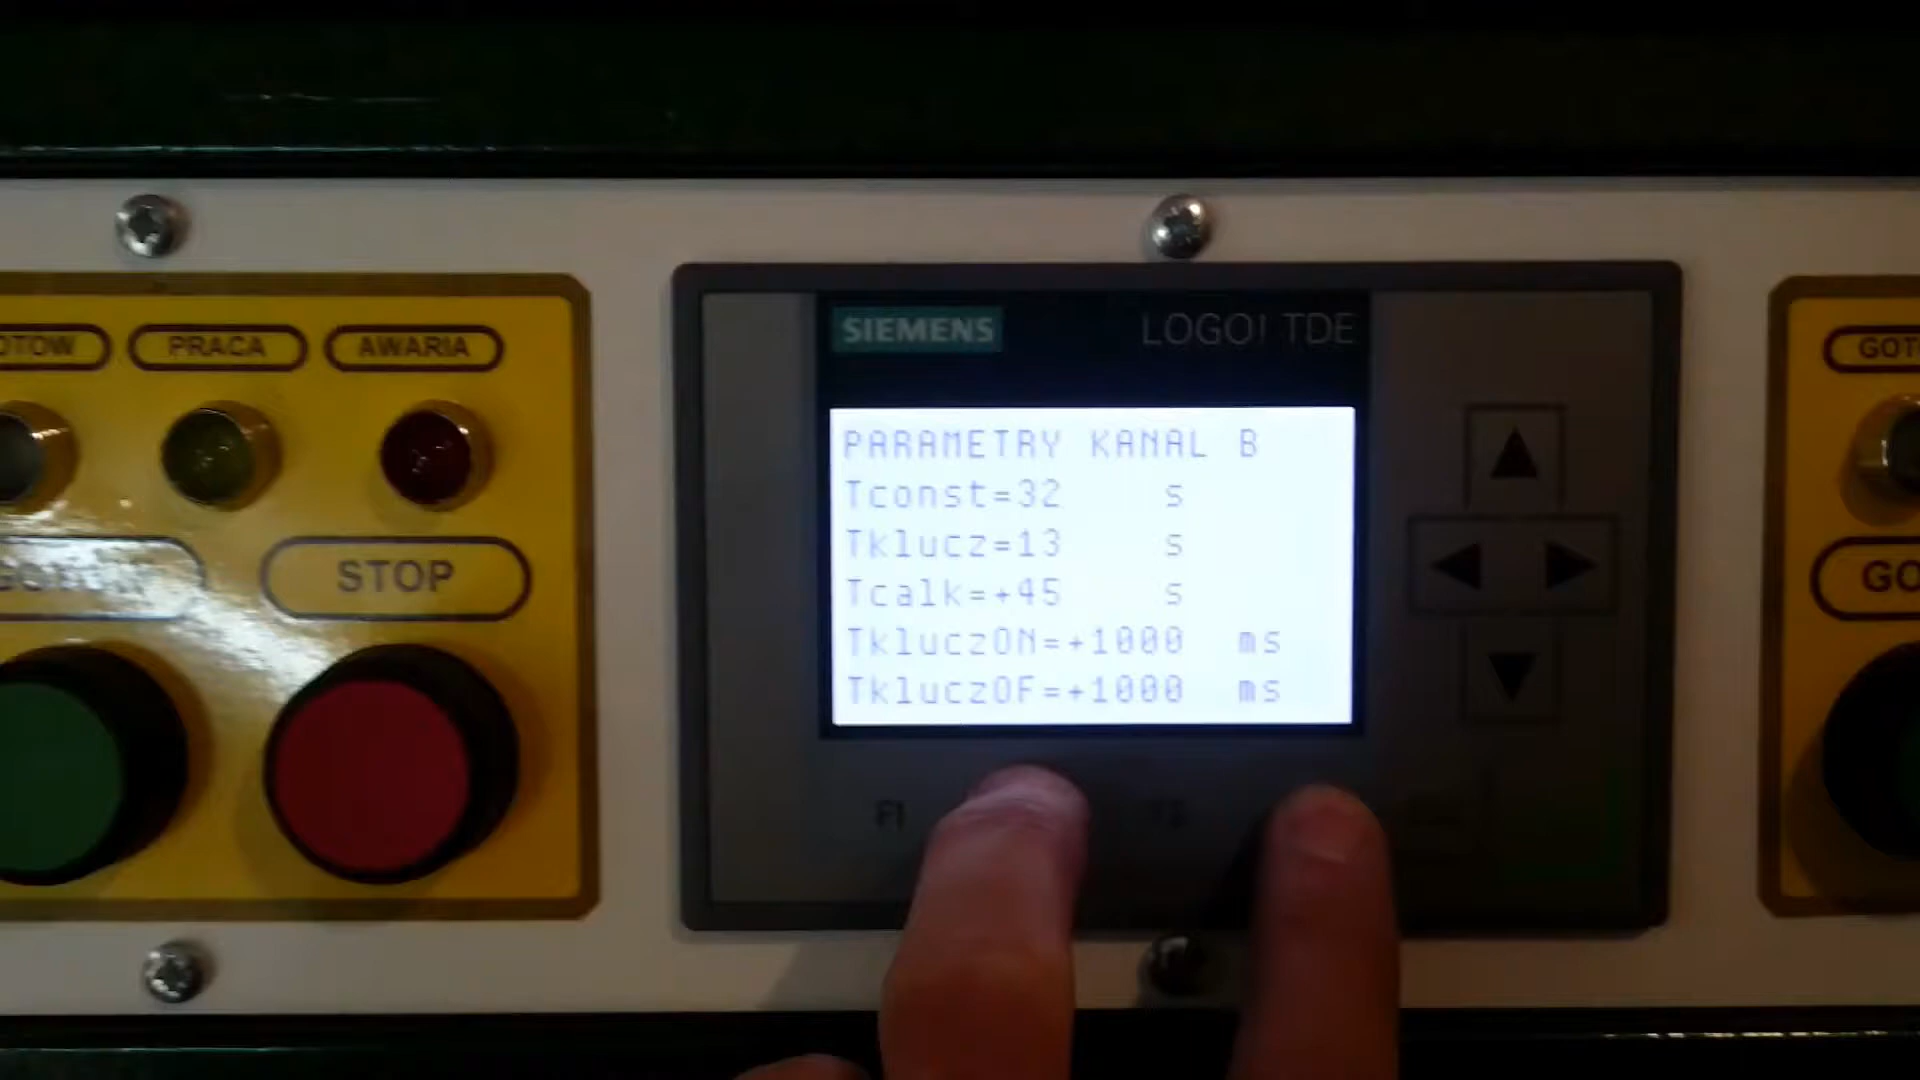 PRACA
AWARIA
STOP
SIEMENS
LOGO! TDE
PARAMETRY KANAL B
Tconst=32 s
Tklucz=13 s
Tcalk=+45 s
TkluczON=+1000 ms
TkluczOF=+1000 ms
F1
GO